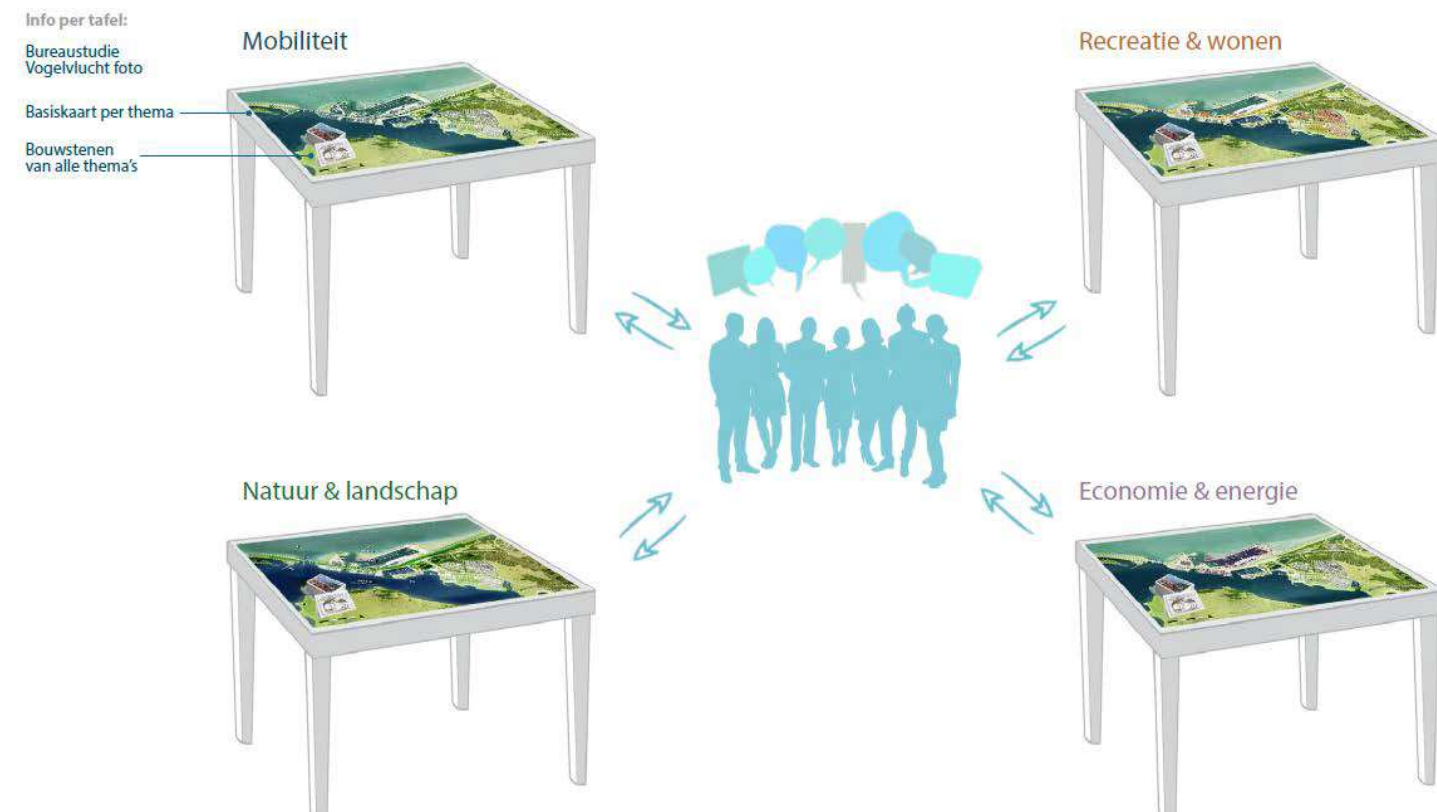 Info per tafel:
Bureaustudie
Vogelvlucht foto
Basiskaart per thema
Bouwstenen
van alle thema's
Mobiliteit
Recreatie & wonen
Natuur & landschap
Economie & energie